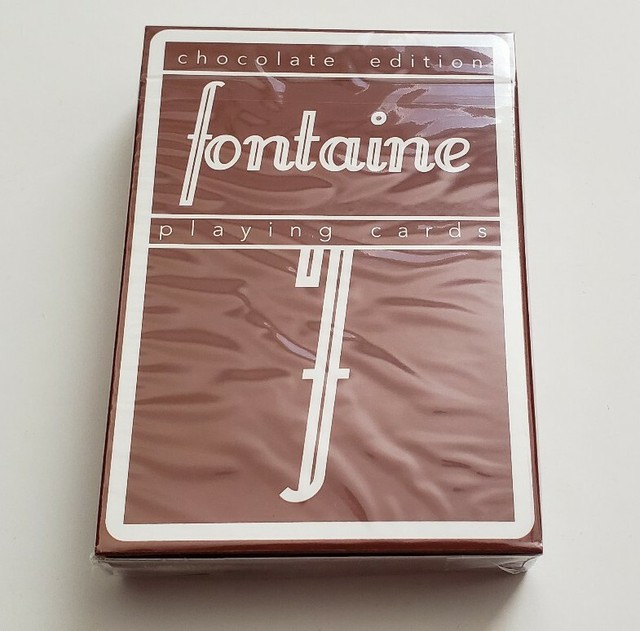 chocolate edition
fontaine
playing cards
f